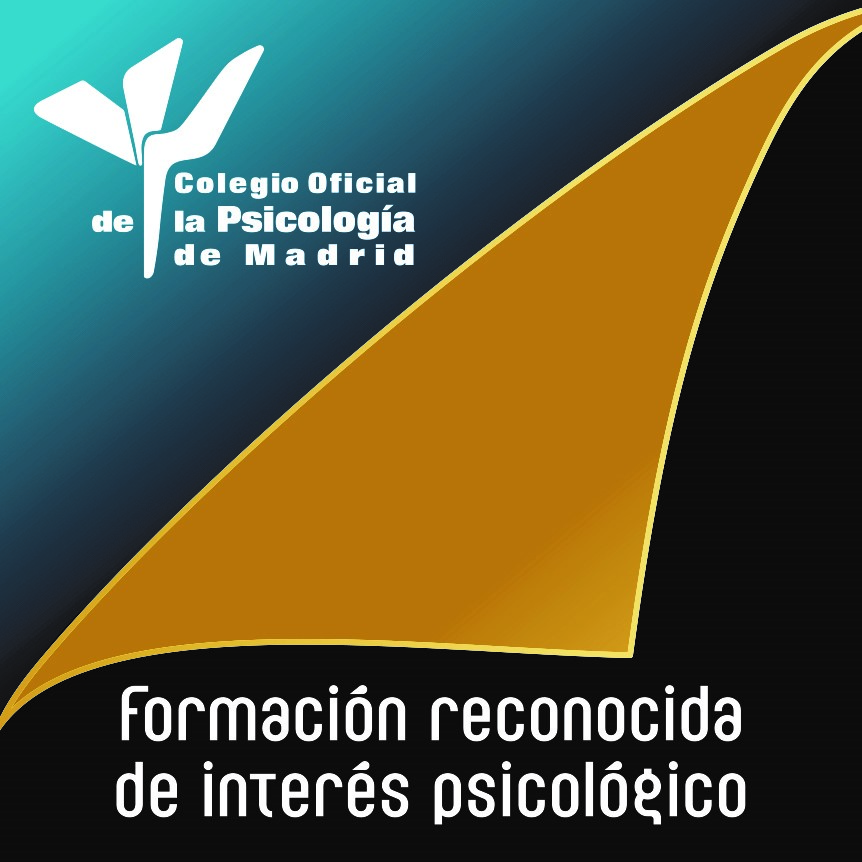 Colegio Oficial
de la Psicología
de Madrid
Formación reconocida
de interés psicológico